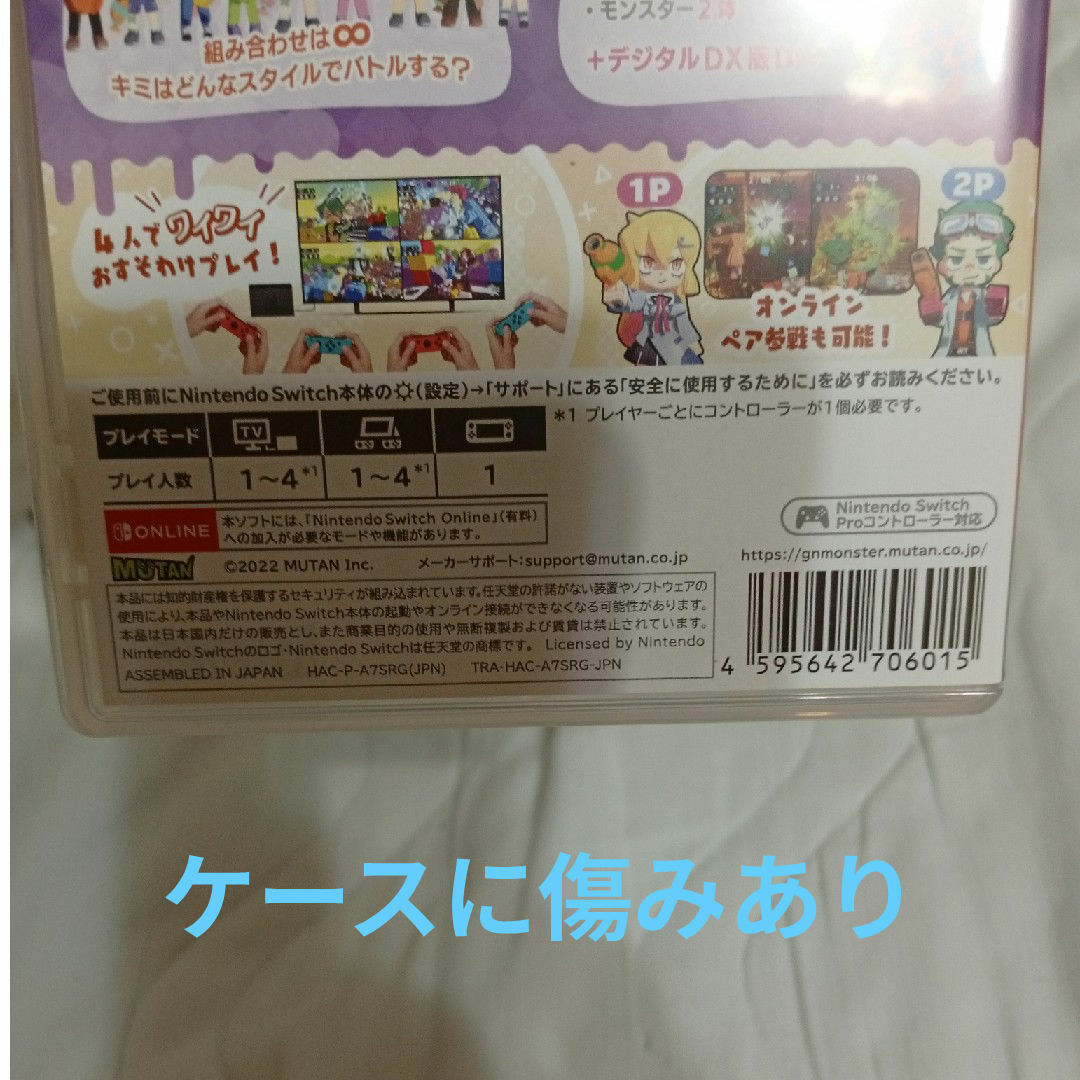 ・モンスター2
組み合わせは∞
キミはどんなスタイルでバトルする?
+デジタルDX版
4人でワイワイ
おすそわけプレイ!
1P
2P
オンライン
ペア参戦も可能!
ご使用前にNintendo Switch本体の(設定)→「サポート」にある「安全に使用するために」を必ずお読みください。
*1 プレイヤーごとにコントローラーが1個必要です。
プレイモード TV
プレイ人数 1~4*1 1~4*1 1
ONLINE
本ソフトには、「Nintendo Switch Online」(有料)
への加入が必要なモードや機能があります。
Nintendo Switch
Proコントローラー対応
MUTAN ©2022 MUTAN Inc. メーカーサポート:support@mutan.co.jp
https://gnmonster.mutan.co.jp/
本品には知的財産権を保護するセキュリティが組み込まれています。任天堂の許諾がない装置やソフトウェアの
使用により、本品やNintendo Switch本体の起動やオンライン接続ができなくなる可能性があります。
本品は日本国内だけの販売とし、また商業目的の使用や無断複製および賃貸は禁止されています。
Nintendo Switchのロゴ・Nintendo Switchは任天堂の商標です。 Licensed by Nintendo
ASSEMBLED IN JAPAN HAC-P-A7SRG(JPN) TRA-HAC-A7SRG-JPN
4 595642 706015
ケースに傷みあり